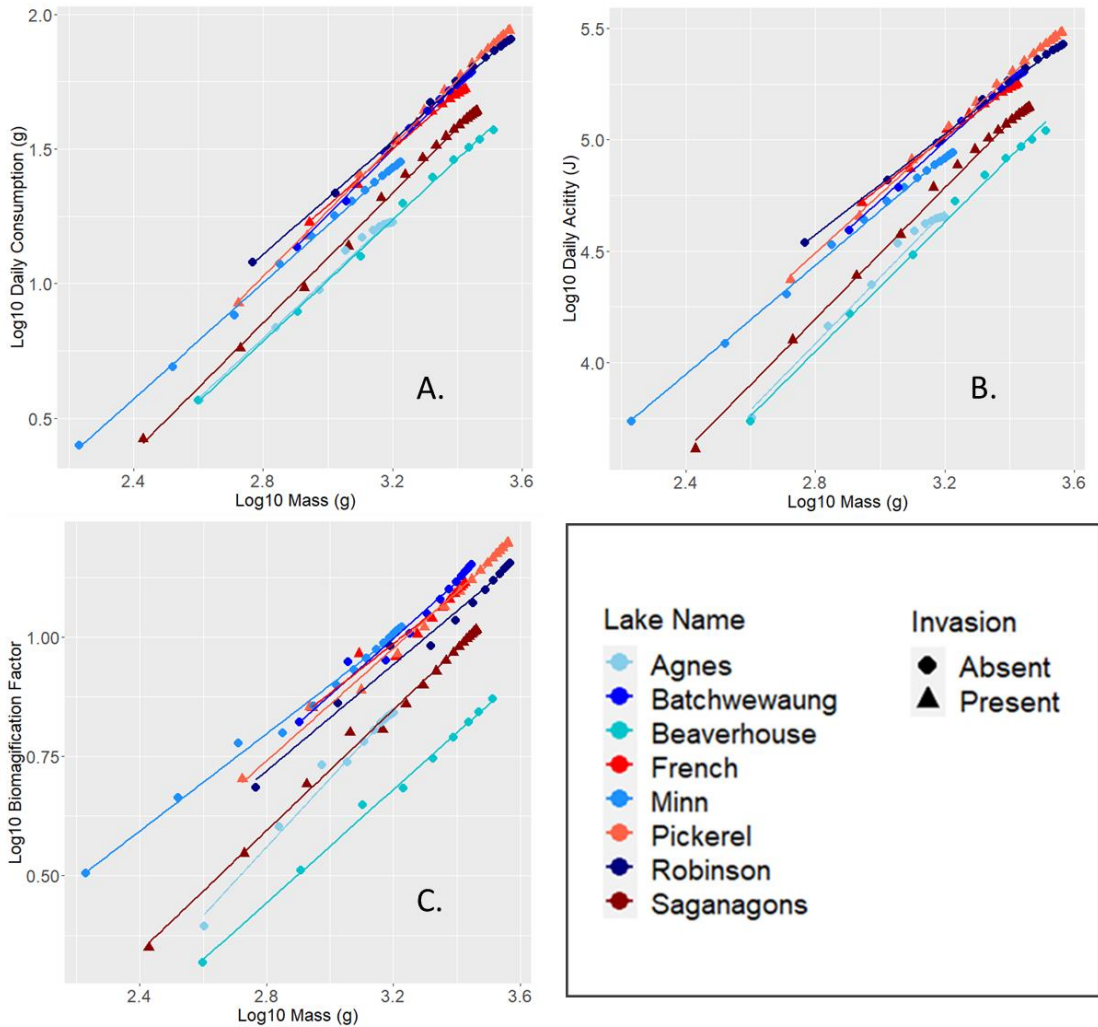 2.0
1.5
1.0
0.5
Log10 Daily Consumption (g)
A.
2.4 2.8 3.2 3.6
Log10 Mass (g)
5.5
5.0
4.5
4.0
Log10 Daily Acitity (J)
B.
2.4 2.8 3.2 3.6
Log10 Mass (g)
1.00
0.75
0.50
Log10 Biomagification Factor
C.
2.4 2.8 3.2 3.6
Log10 Mass (g)
Lake Name
Agnes
Batchwewaung
Beaverhouse
French
Minn
Pickerel
Robinson
Saganagons
Invasion
Absent
Present